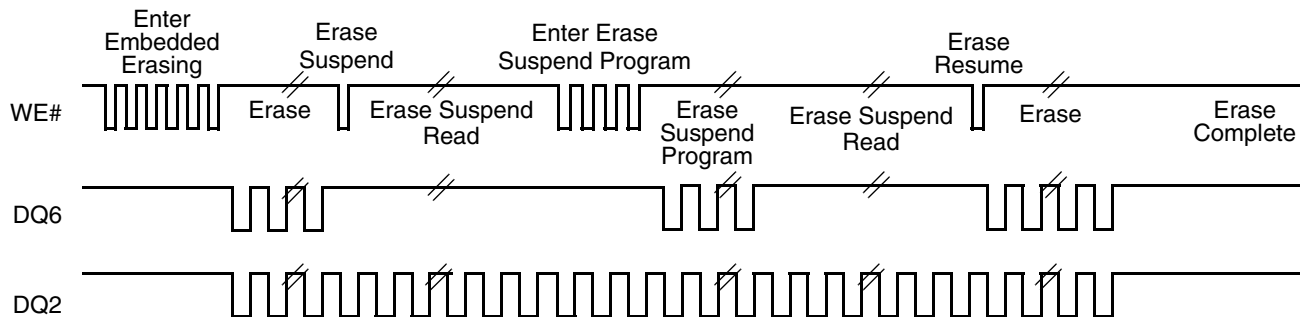 Enter
Embedded
Erasing
Erase
Suspend
Enter Erase
Suspend Program
Erase
Resume
WE#
Erase
Erase Suspend
Read
Erase
Suspend
Program
Erase Suspend
Read
Erase
Erase
Complete
DQ6
DQ2